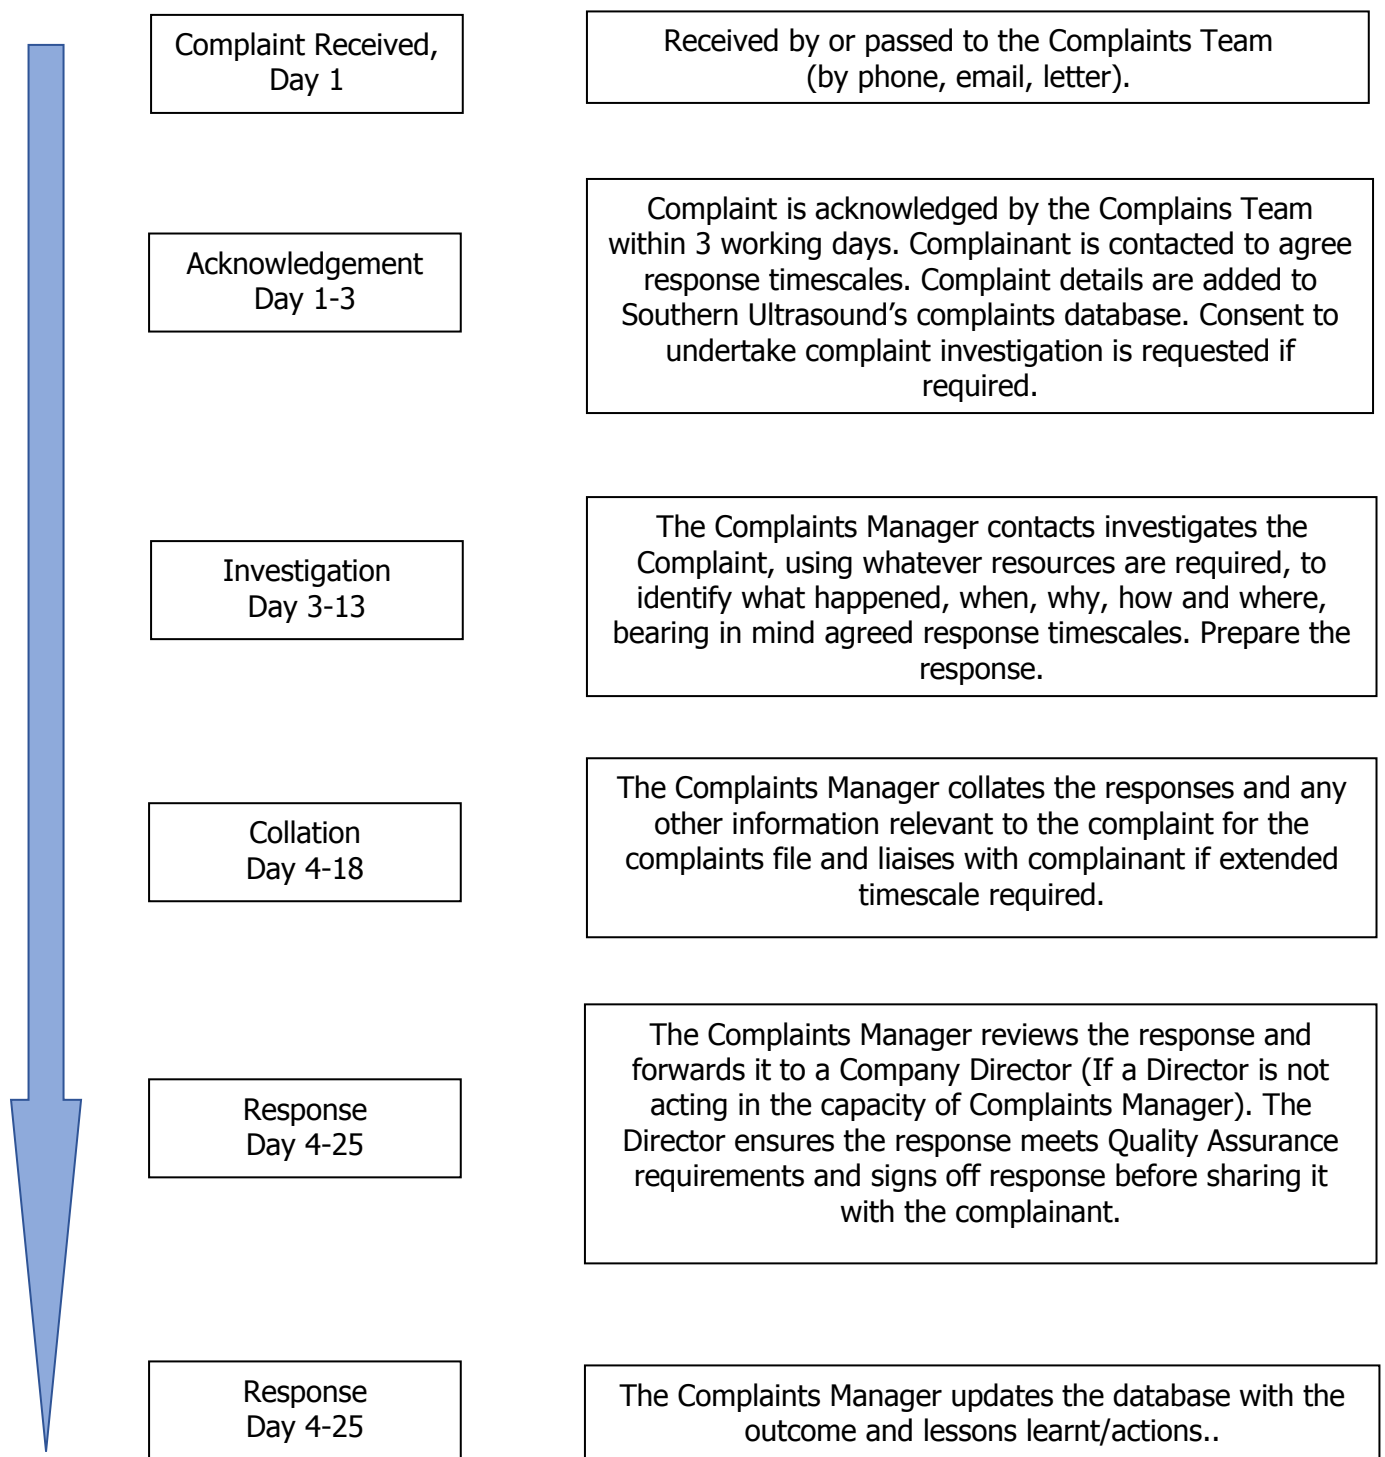 Complaint Received,
Day 1
Received by or passed to the Complaints Team
(by phone, email, letter).
Acknowledgement
Day 1-3
Complaint is acknowledged by the Complains Team
within 3 working days. Complainant is contacted to agree
response timescales. Complaint details are added to
Southern Ultrasound’s complaints database. Consent to
undertake complaint investigation is requested if
required.
Investigation
Day 3-13
The Complaints Manager contacts investigates the
Complaint, using whatever resources are required, to
identify what happened, when, why, how and where,
bearing in mind agreed response timescales. Prepare the
response.
Collation
Day 4-18
The Complaints Manager collates the responses and any
other information relevant to the complaint for the
complaints file and liaises with complainant if extended
timescale required.
Response
Day 4-25
The Complaints Manager reviews the response and
forwards it to a Company Director (If a Director is not
acting in the capacity of Complaints Manager). The
Director ensures the response meets Quality Assurance
requirements and signs off response before sharing it
with the complainant.
Response
Day 4-25
The Complaints Manager updates the database with the
outcome and lessons learnt/actions..